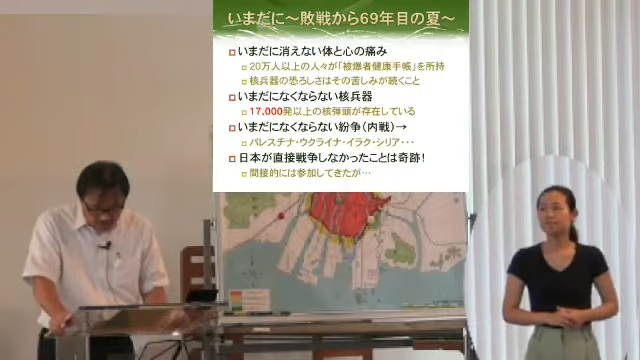 いまだに～敗戦から69年目の夏～
いまだに消えない体と心の痛み
20万人以上の人々が「被爆者健康手帳」を所持
核兵器の恐ろしさはその苦しみが続くこと
いまだになくならない核兵器
17,000発以上の核弾頭が存在している
いまだになくならない紛争（内戦）→
パレスチナ・ウクライナ・イラク・シリア・・・
日本が直接戦争しなかったことは奇跡！
間接的には参加してきたが…